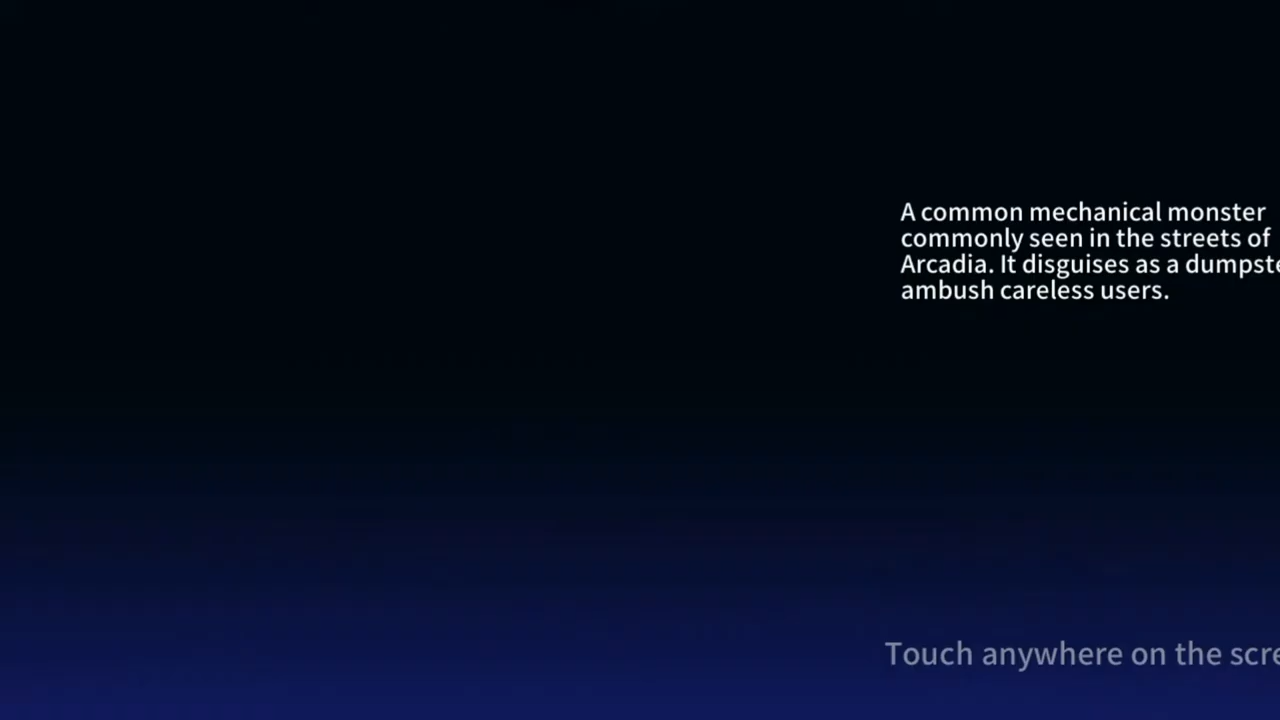 A common mechanical monster
commonly seen in the streets of
Arcadia. It disguises as a
ambush careless users.
Touch anywhere on the